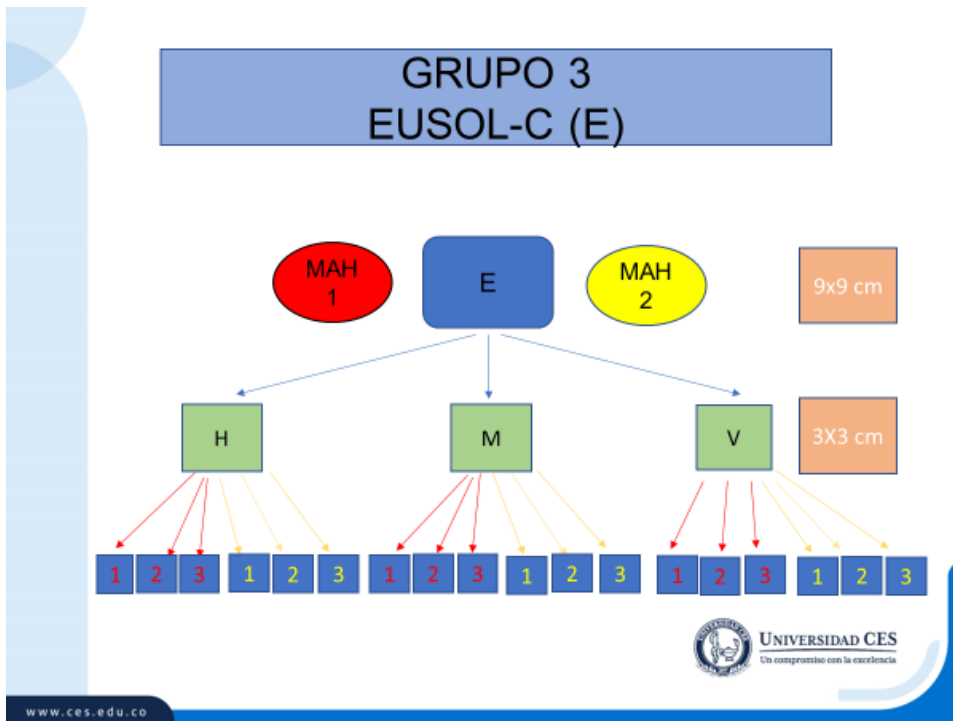 GRUPO 3
EUSOL-C (E)
MAH
1
E
MAH
2
9x9 cm
H
M
V
3X3 cm
1 2 3 1 2 3 1 2 3 1 2 3 1 2 3 1 2 3
UNIVERSIDAD CES
Un compromiso con la excelencia
www.ces.edu.co